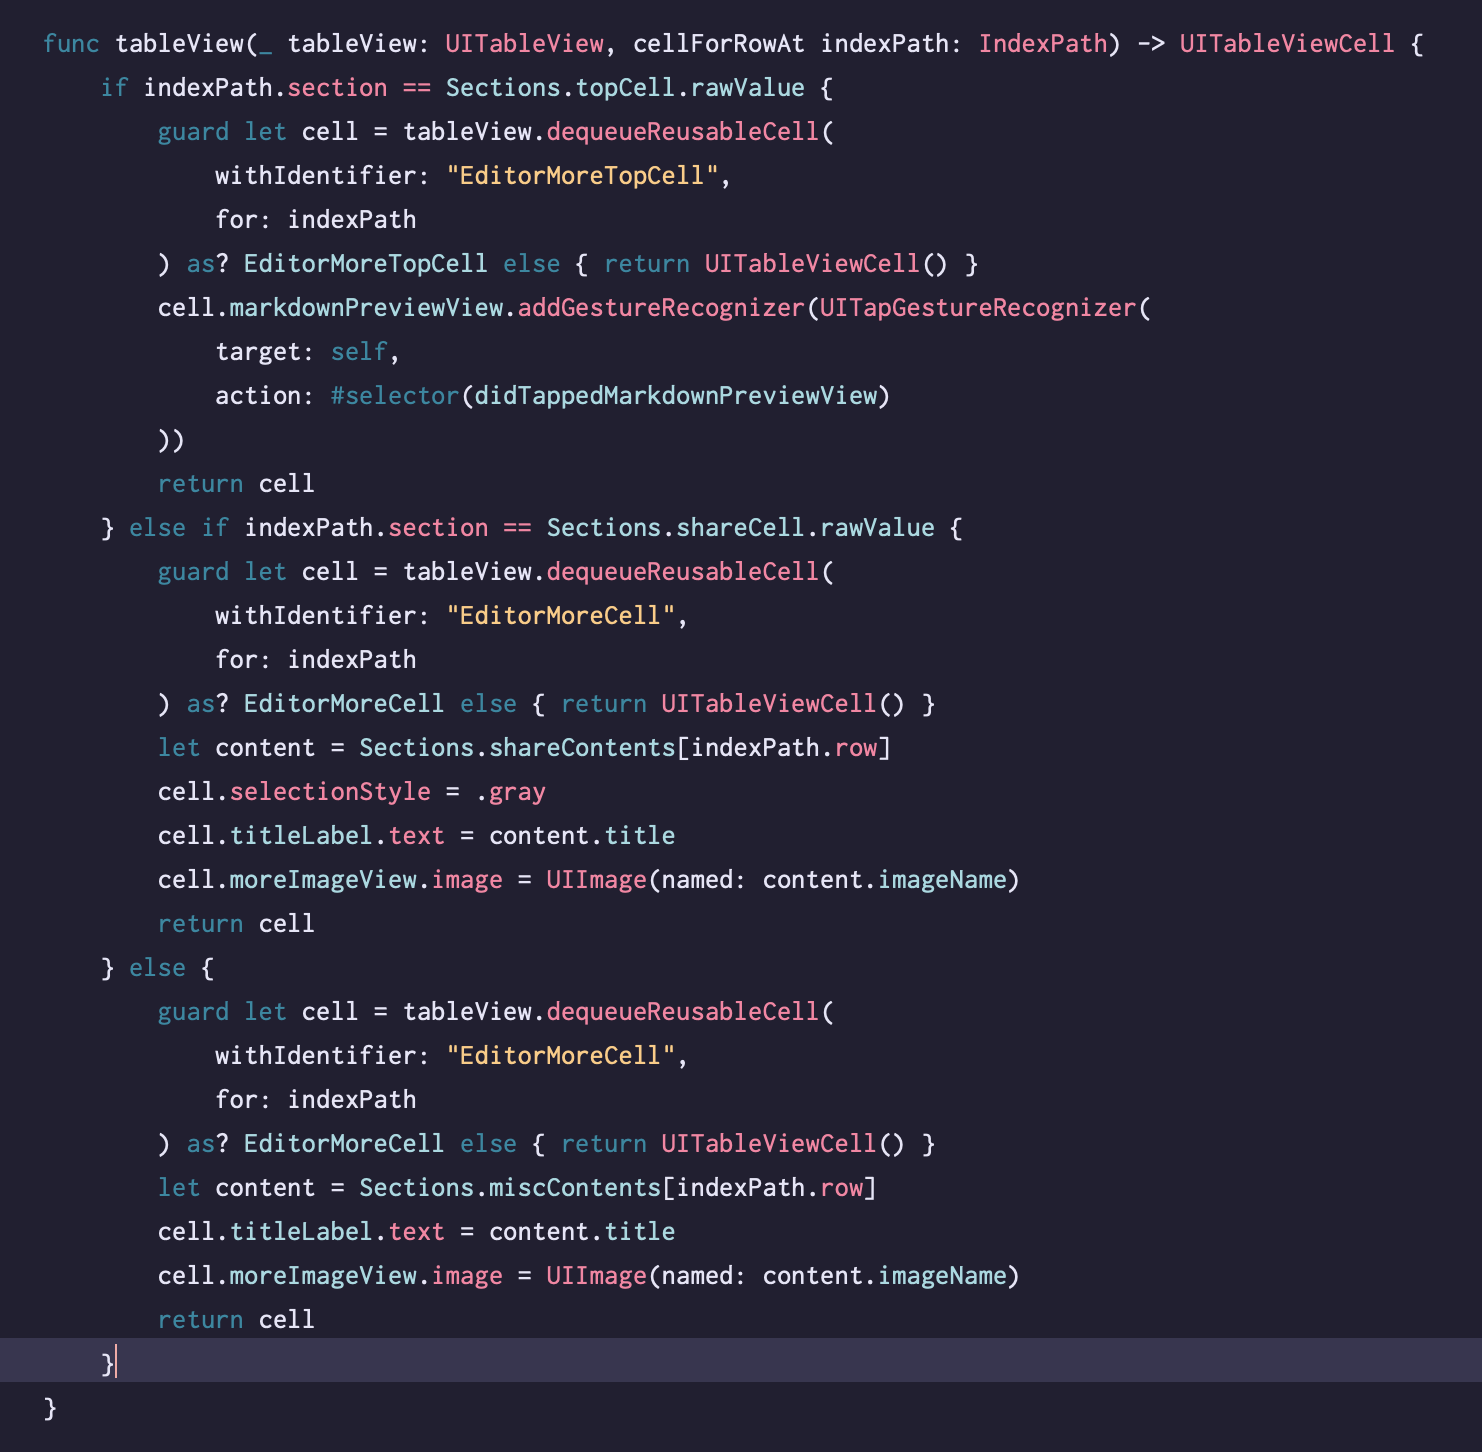 func tableView(_ tableView: UITableView, cellForRowAt indexPath: IndexPath) -> UITableViewCell {
    if indexPath.section == Sections.topCell.rawValue {
        guard let cell = tableView.dequeueReusableCell(
            withIdentifier: "EditorMoreTopCell",
            for: indexPath
        ) as? EditorMoreTopCell else { return UITableViewCell() }
        cell.markdownPreviewView.addGestureRecognizer(UITapGestureRecognizer(
            target: self,
            action: #selector(didTappedMarkdownPreviewView)
        ))
        return cell
    } else if indexPath.section == Sections.shareCell.rawValue {
        guard let cell = tableView.dequeueReusableCell(
            withIdentifier: "EditorMoreCell",
            for: indexPath
        ) as? EditorMoreCell else { return UITableViewCell() }
        let content = Sections.shareContents[indexPath.row]
        cell.selectionStyle = .gray
        cell.titleLabel.text = content.title
        cell.moreImageView.image = UIImage(named: content.imageName)
        return cell
    } else {
        guard let cell = tableView.dequeueReusableCell(
            withIdentifier: "EditorMoreCell",
            for: indexPath
        ) as? EditorMoreCell else { return UITableViewCell() }
        let content = Sections.miscContents[indexPath.row]
        cell.titleLabel.text = content.title
        cell.moreImageView.image = UIImage(named: content.imageName)
        return cell
    }
}